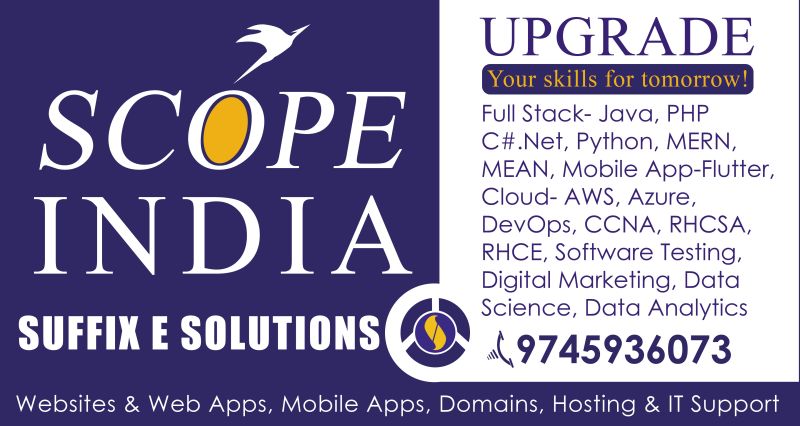 SCOPE
INDIA
SUFFIX E SOLUTIONS
UPGRADE
Your skills for tomorrow!
Full Stack- Java, PHP
C#.Net, Python, MERN,
MEAN, Mobile App-Flutter,
Cloud- AWS, Azure,
DevOps, CCNA, RHCSA,
RHCE, Software Testing,
Digital Marketing, Data
Science, Data Analytics
9745936073
Websites & Web Apps, Mobile Apps, Domains, Hosting & IT Support